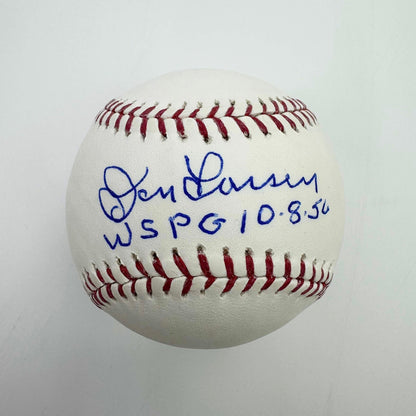 Don Larsen
WSPG 10.8.56